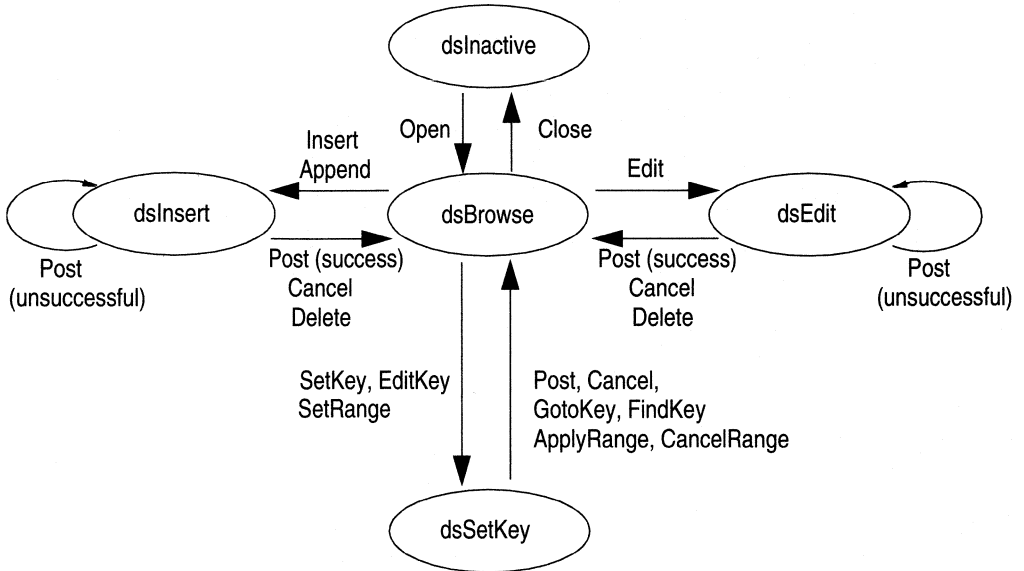 dsInactive
Open
Close
Insert
Append
Edit
dsInsert
dsBrowse
dsEdit
Post
(unsuccessful)
Post (success)
Cancel
Delete
Post (success)
Cancel
Delete
Post
(unsuccessful)
SetKey, EditKey
SetRange
Post, Cancel,
GotoKey, FindKey
ApplyRange, CancelRange
dsSetKey